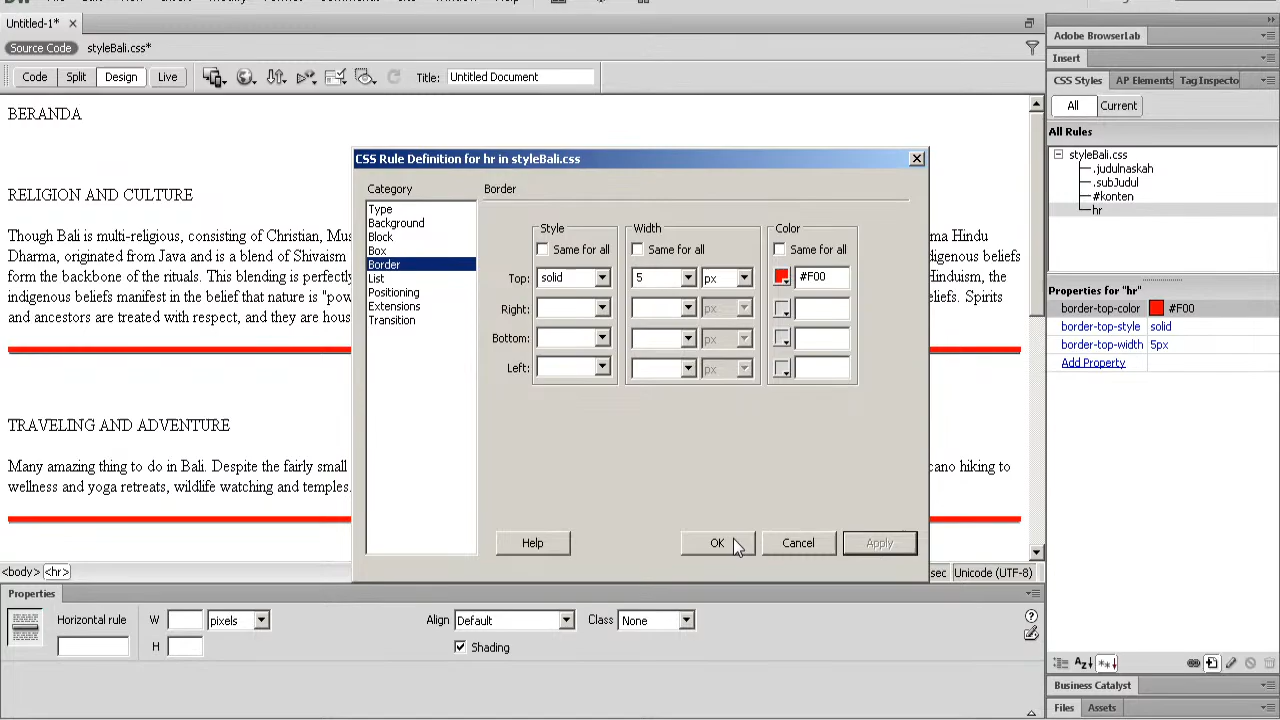 Untitled-1*
Source Code
styleBali.css*
Code
Split
Design
Live
Title:
Untitled Document
BERANDA
RELIGION AND CULTURE
Though Bali is multi-religious, consisting of Christian, Mus
ma Hindu
Dharma, originated from Java and is a blend of Shivaism
indigenous beliefs
form the backbone of the rituals. This blending is perfectly
Hinduism, the
indigenous beliefs manifest in the belief that nature is "pow
eliefs. Spirits
and ancestors are treated with respect, and they are hous
TRAVELING AND ADVENTURE
Many amazing thing to do in Bali. Despite the fairly small
cano hiking to
wellness and yoga retreats, wildlife watching and temples.
<body>
<hr>
sec
Unicode (UTF-8)
CSS Rule Definition for hr in styleBali.css
Category
Type
Background
Block
Box
Border
List
Positioning
Extensions
Transition
Border
Style
Width
Color
Same for all
Same for all
Same for all
Top:
solid
5
px
#F00
Right:
px
Bottom:
px
Left:
px
Help
OK
Cancel
Apply
Properties
Horizontal rule
W
pixels
H
Align
Default
Class
None
Shading
Adobe BrowserLab
Insert
CSS Styles
AP Elements
Tag Inspecto
All
Current
All Rules
styleBali.css
.judulnaskah
.subJudul
#konten
hr
Properties for "hr"
border-top-color
#F00
border-top-style
solid
border-top-width
5px
Add Property
Business Catalyst
Files
Assets